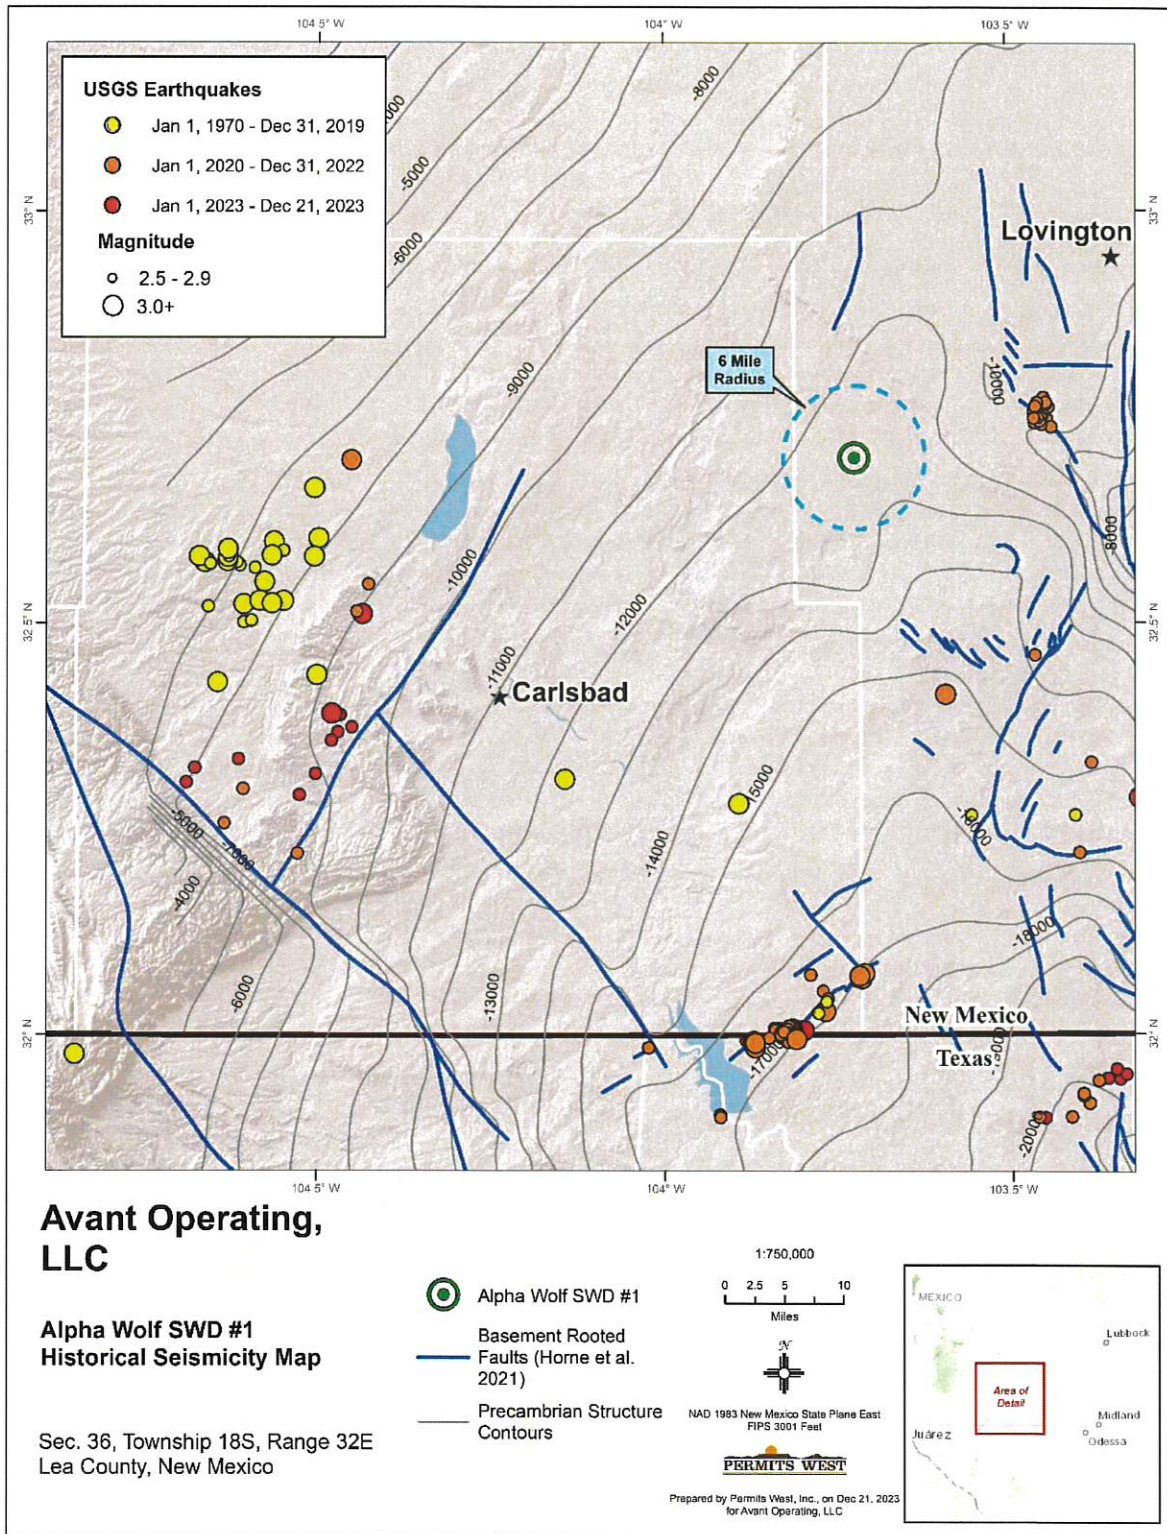 104.5° W
104° W
103.5° W
USGS Earthquakes
Jan 1, 1970 - Dec 31, 2019
Jan 1, 2020 - Dec 31, 2022
Jan 1, 2023 - Dec 21, 2023
Magnitude
2.5 - 2.9
3.0+
-5000
-6000
-8000
33° N
33° N
Lovington
6 Mile
Radius
-9000
-10000
-8000
-10000
-12000
-11000
32.5° N
32.5° N
Carlsbad
-15000
-16000
-14000
-5000
-7000
-4000
-18000
-6000
-13000
32° N
32° N
New Mexico
Texas
-17000
-20000
104.5° W
104° W
103.5° W
Avant Operating,
LLC
Alpha Wolf SWD #1
Historical Seismicity Map
Sec. 36, Township 18S, Range 32E
Lea County, New Mexico
Alpha Wolf SWD #1
Basement Rooted
Faults (Horne et al.
2021)
Precambrian Structure
Contours
1:750,000
0 2.5 5 10
Miles
N
NAD 1983 New Mexico State Plane East
FIPS 3001 Feet
PERMITS WEST
Prepared by Permits West, Inc., on Dec 21, 2023
for Avant Operating, LLC
MEXICO
Lubbock
Area of
Detail
Midland
Odessa
Juárez